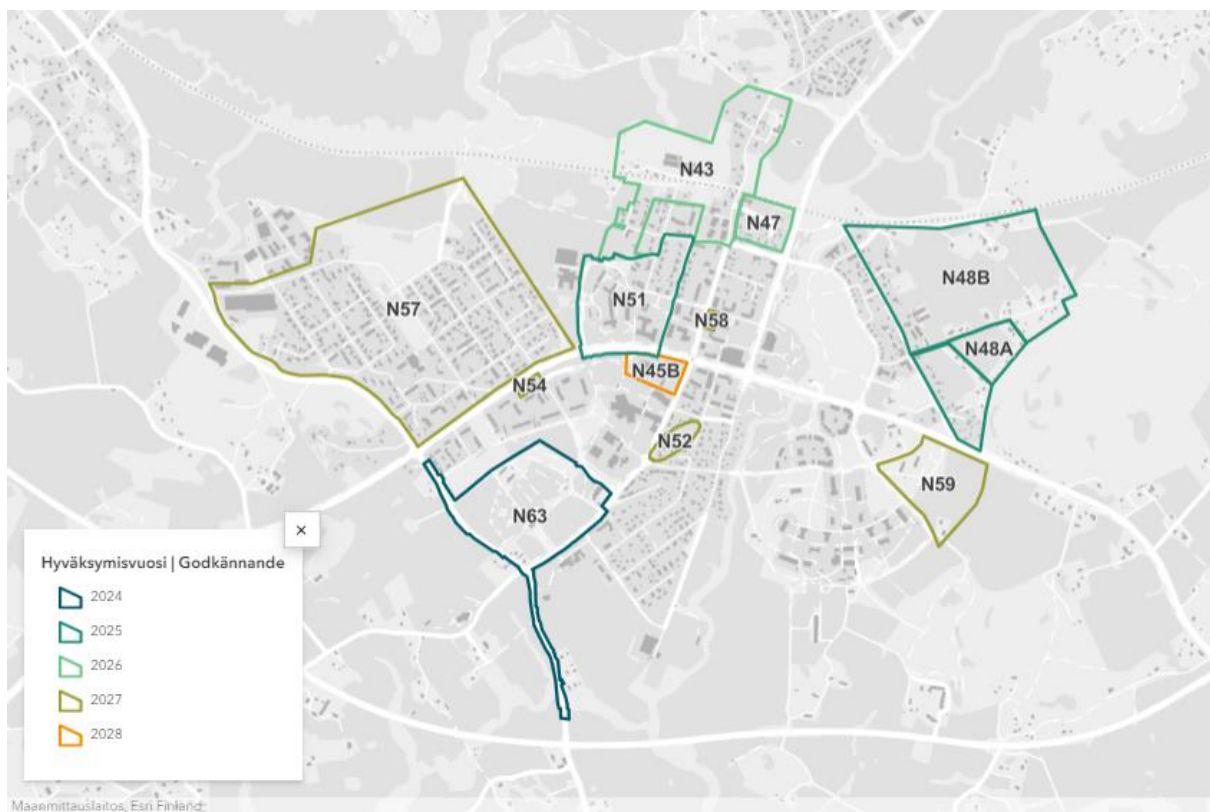 N43
N47
N48B
N57
N51
N58
N48A
N45B
N54
N52
N59
N63
×
Hyväksymisvuosi | Godkännande
2024
2025
2026
2027
2028
Maanmittauslaitos, Esri Finland